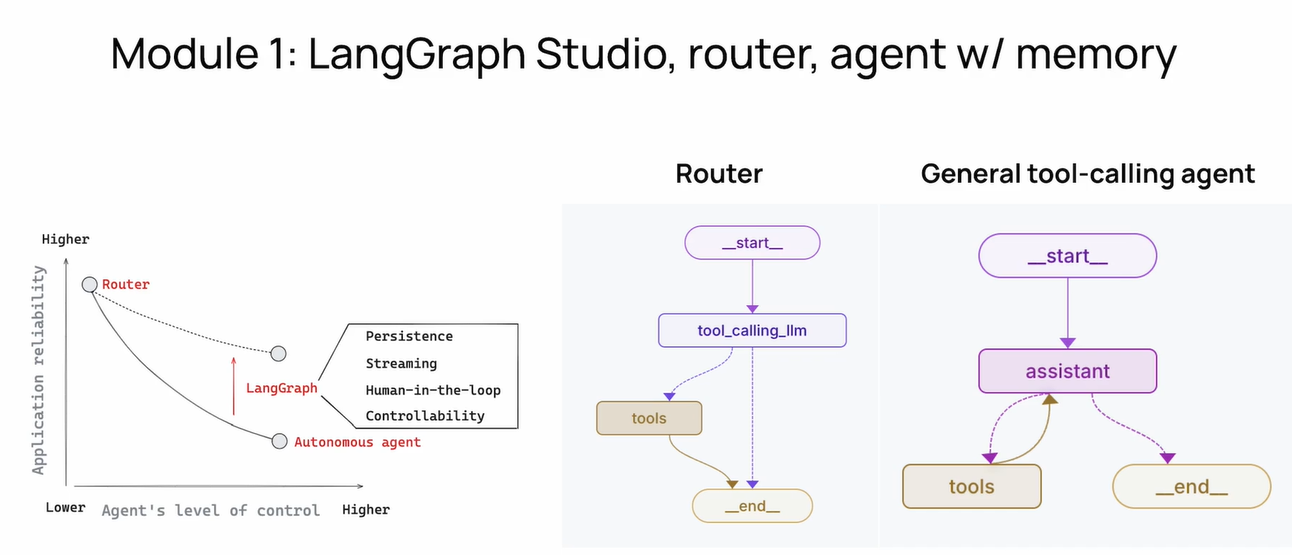 Module 1: LangGraph Studio, router, agent w/ memory
Higher
Application reliability
Router
LangGraph
Persistence
Streaming
Human-in-the-loop
Controllability
Autonomous agent
Lower
Agent's level of control
Higher
Router
__start__
tool_calling_llm
tools
__end__
General tool-calling agent
__start__
assistant
tools
__end__